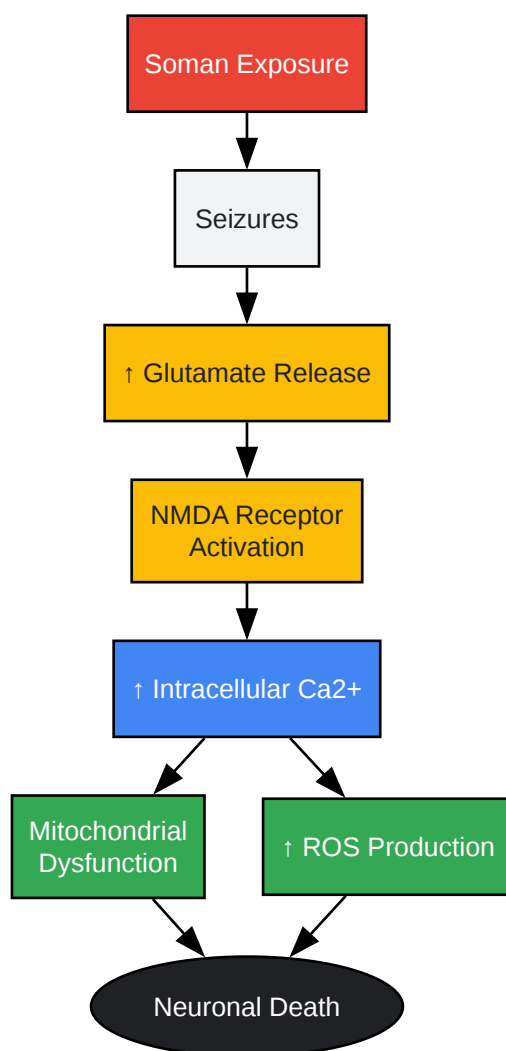 Soman Exposure
Seizures
↑ Glutamate Release
NMDA Receptor
Activation
↑ Intracellular Ca2+
Mitochondrial
Dysfunction
↑ ROS Production
Neuronal Death